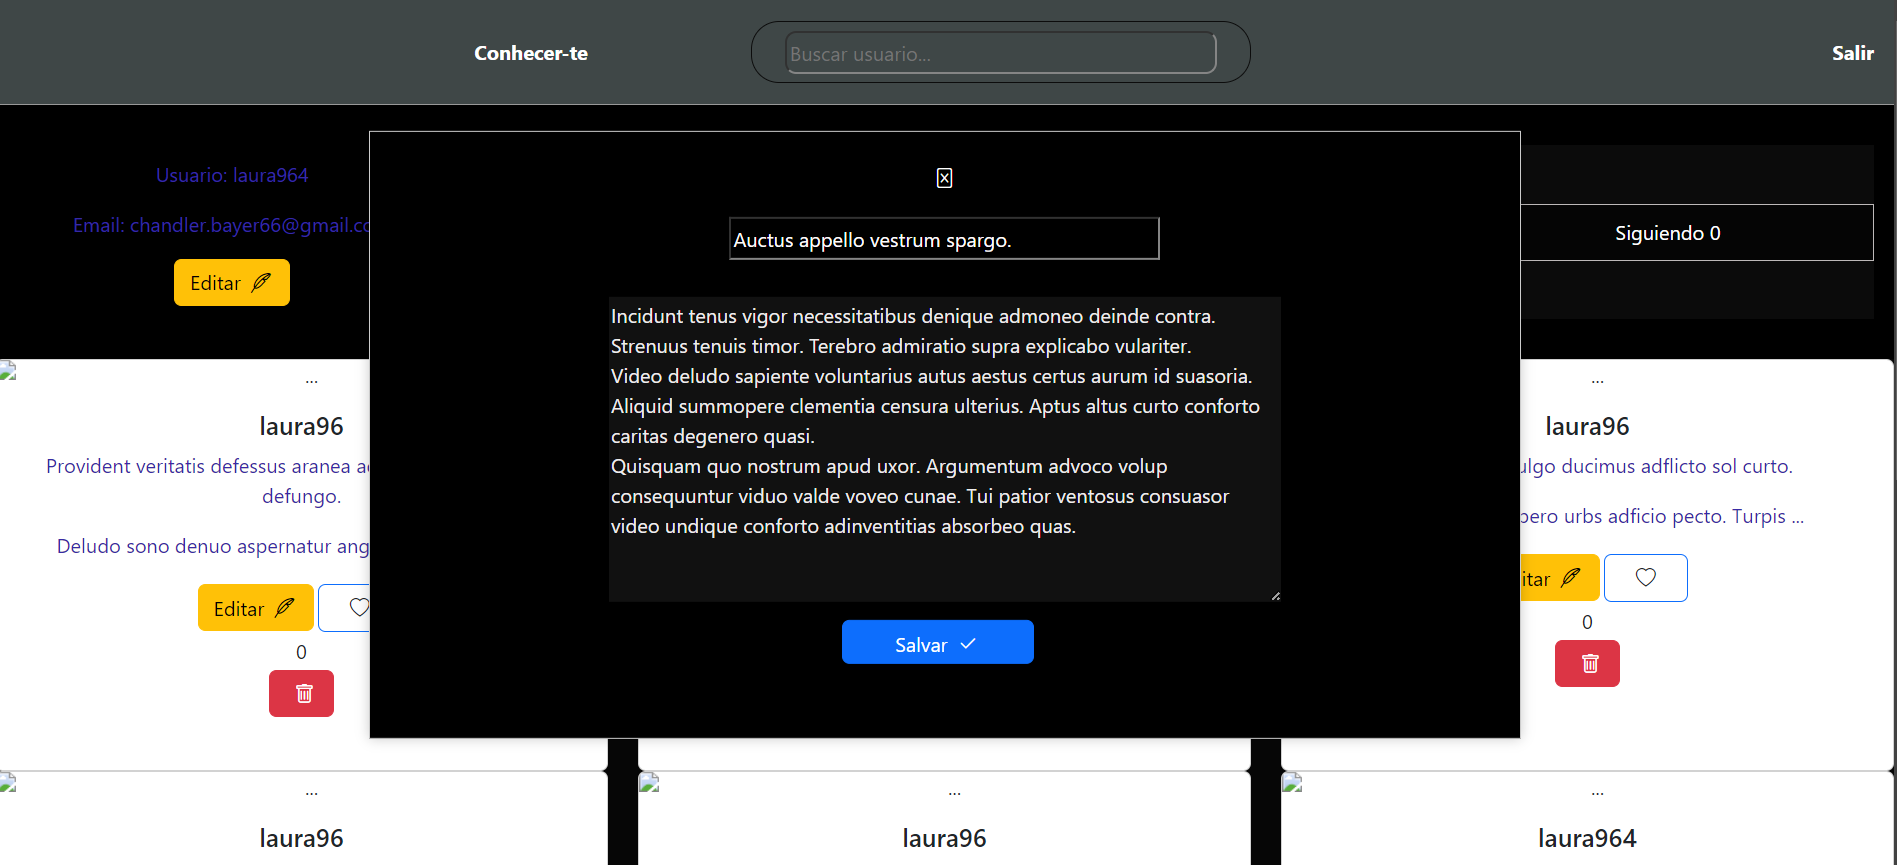 Conhecer-te
Buscar usuario...
Salir
Usuario: laura964
Email: chandler.bayer66@gmail.co
Editar
Siguiendo 0
Auctus appello vestrum spargo.
Incidunt tenus vigor necessitatibus denique admoneo deinde contra.
Strenuus tenuis timor. Terebro admiratio supra explicabo vulariter.
Video deludo sapiente voluntarius autus aestus certus aurum id suasoria.
Aliquid summopere clementia censura ulterius. Aptus altus curto conforto
caritas degenero quasi.
Quisquam quo nostrum apud uxor. Argumentum advoco volup
consequuntur viduo valde voveo cunae. Tui patior ventosus consuasor
video undique conforto adinventitias absorbeo quas.
Salvar
...
laura96
Provident veritatis defessus aranea
defungo.
Deludo sono denuo aspernatur ang
Editar
0
...
laura96
ulgo ducimus adflicto sol curto.
pero urbs adficio pecto. Turpis ...
itar
0
...
laura96
...
laura96
...
laura964